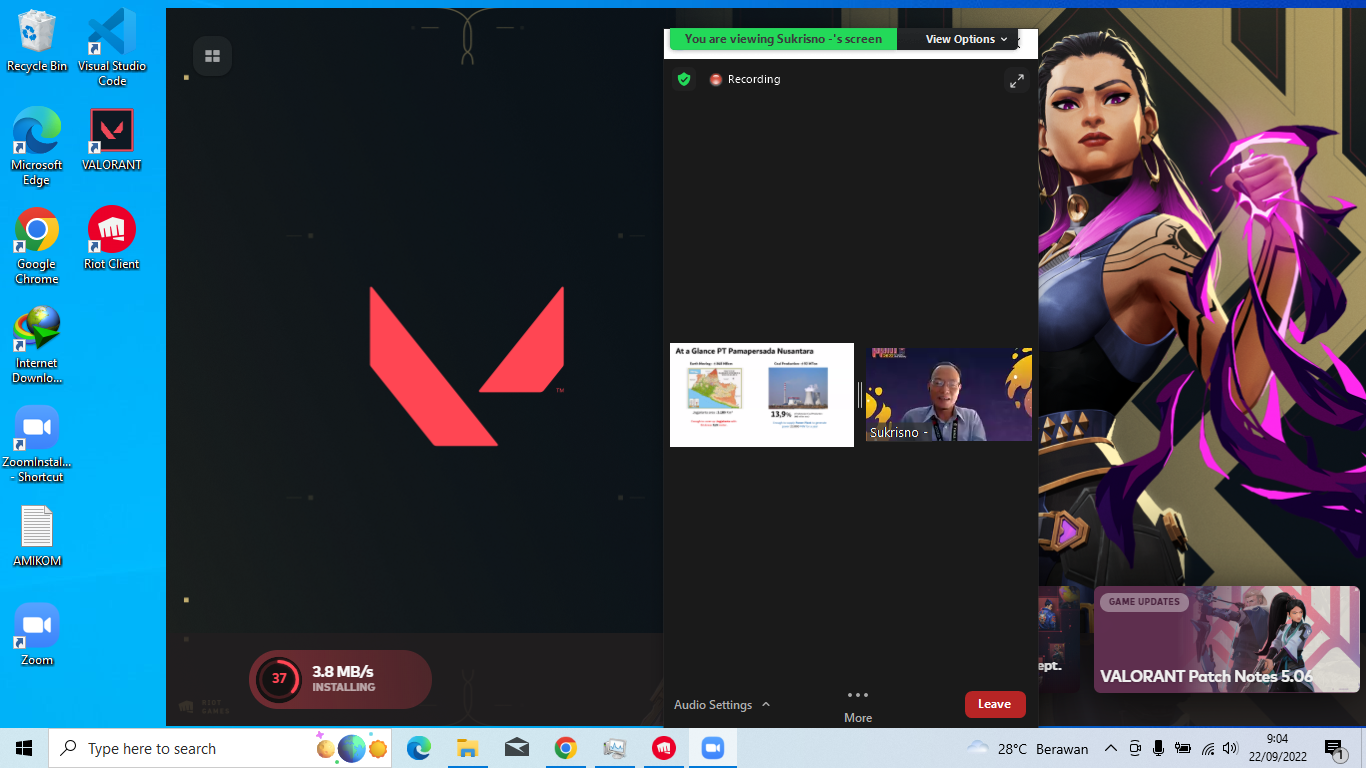 Recycle Bin
Visual Studio
Code
Microsoft
Edge
VALORANT
Google
Chrome
Riot Client
Internet
Downlo...
ZoomInstal...
- Shortcut
AMIKOM
Zoom
You are viewing Sukrisno -'s screen
View Options
Recording
At a Glance PT Pamapersada Nusantara
13,9%
Sukrisno -
37
3.8 MB/s
INSTALLING
RIOT
GAMES
Audio Settings
More
Leave
ept.
GAME UPDATES
VALORANT Patch Notes 5.06
Type here to search
28°C Berawan
9:04
22/09/2022
1